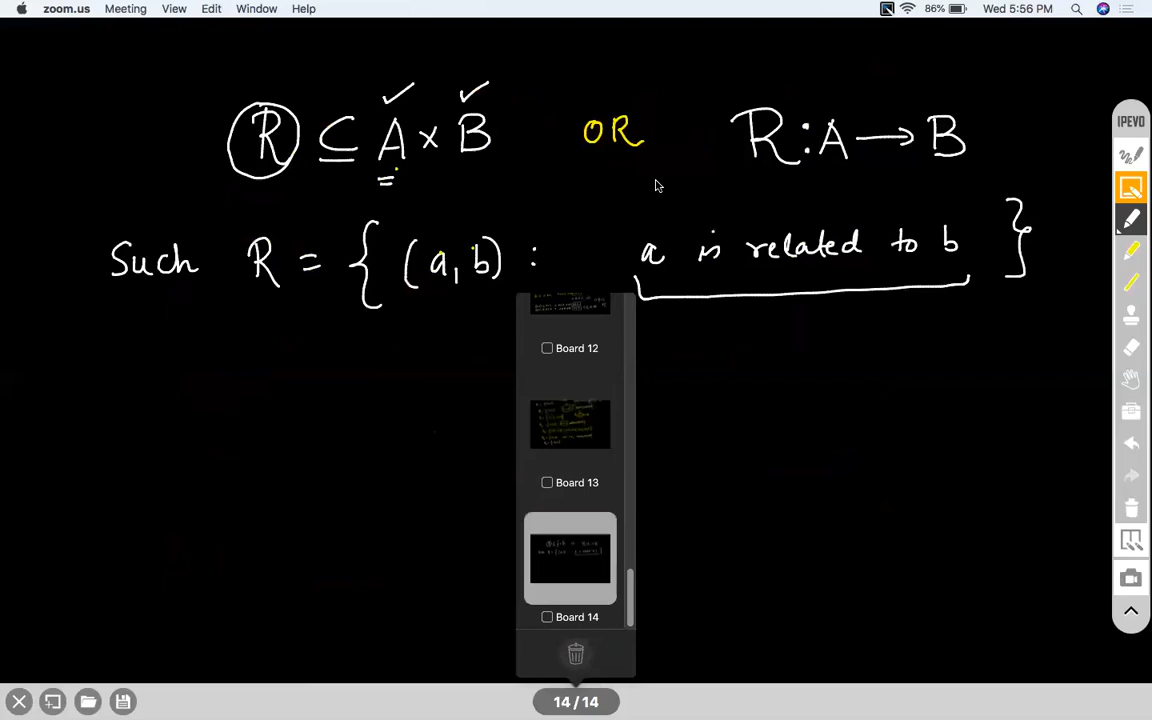 zoom.us Meeting View Edit Window Help 86% Wed 5:56 PM
R ⊆ A × B OR R : A → B
IPEVO
Such R = { (a, b) : a is related to b }
Board 12
Board 13
Board 14
14 / 14